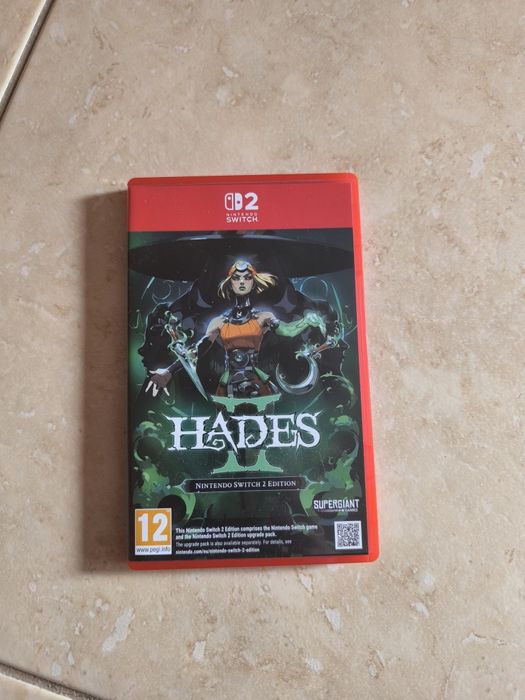 2
NINTENDO
SWITCH
HADES
II
NINTENDO SWITCH 2 EDITION
SUPERGIANT
GAMES
12
www.pegi.info
This Nintendo Switch 2 Edition comprises the Nintendo Switch game
and the Nintendo Switch 2 Edition upgrade pack.
The upgrade pack is also available separately. For details, see
nintendo.com/eu/nintendo-switch-2-edition